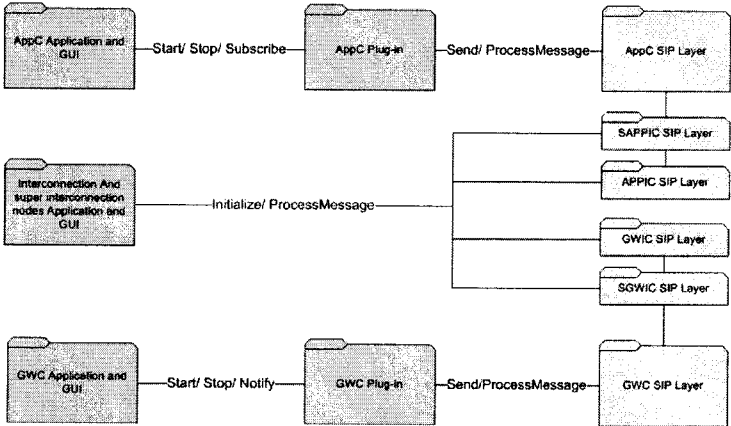 AppC Application and
GUI
Start/ Stop/ Subscribe
AppC Plug-in
Send/ ProcessMessage
AppC SIP Layer
SAPPIC SIP Layer
Interconnection And
super interconnection
nodes Application and
GUI
Initialize/ ProcessMessage
APPIC SIP Layer
GWIC SIP Layer
SGWIC SIP Layer
GWC Application and
GUI
Start/ Stop/ Notify
GWC Plug-in
Send/ProcessMessage
GWC SIP Layer